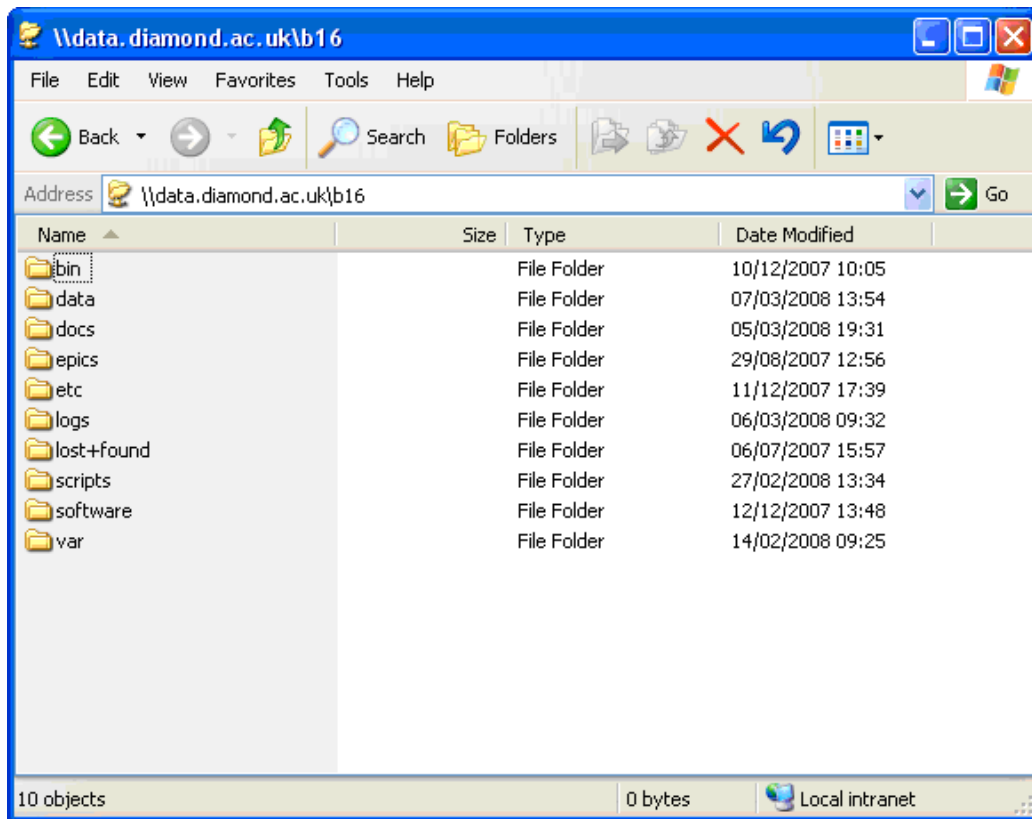 \\data.diamond.ac.uk\b16
File Edit View Favorites Tools Help
Back Search Folders
Address \\data.diamond.ac.uk\b16 Go
Name Size Type Date Modified
bin File Folder 10/12/2007 10:05
data File Folder 07/03/2008 13:54
docs File Folder 05/03/2008 19:31
epics File Folder 29/08/2007 12:56
etc File Folder 11/12/2007 17:39
logs File Folder 06/03/2008 09:32
lost+found File Folder 06/07/2007 15:57
scripts File Folder 27/02/2008 13:34
software File Folder 12/12/2007 13:48
var File Folder 14/02/2008 09:25
10 objects 0 bytes Local intranet